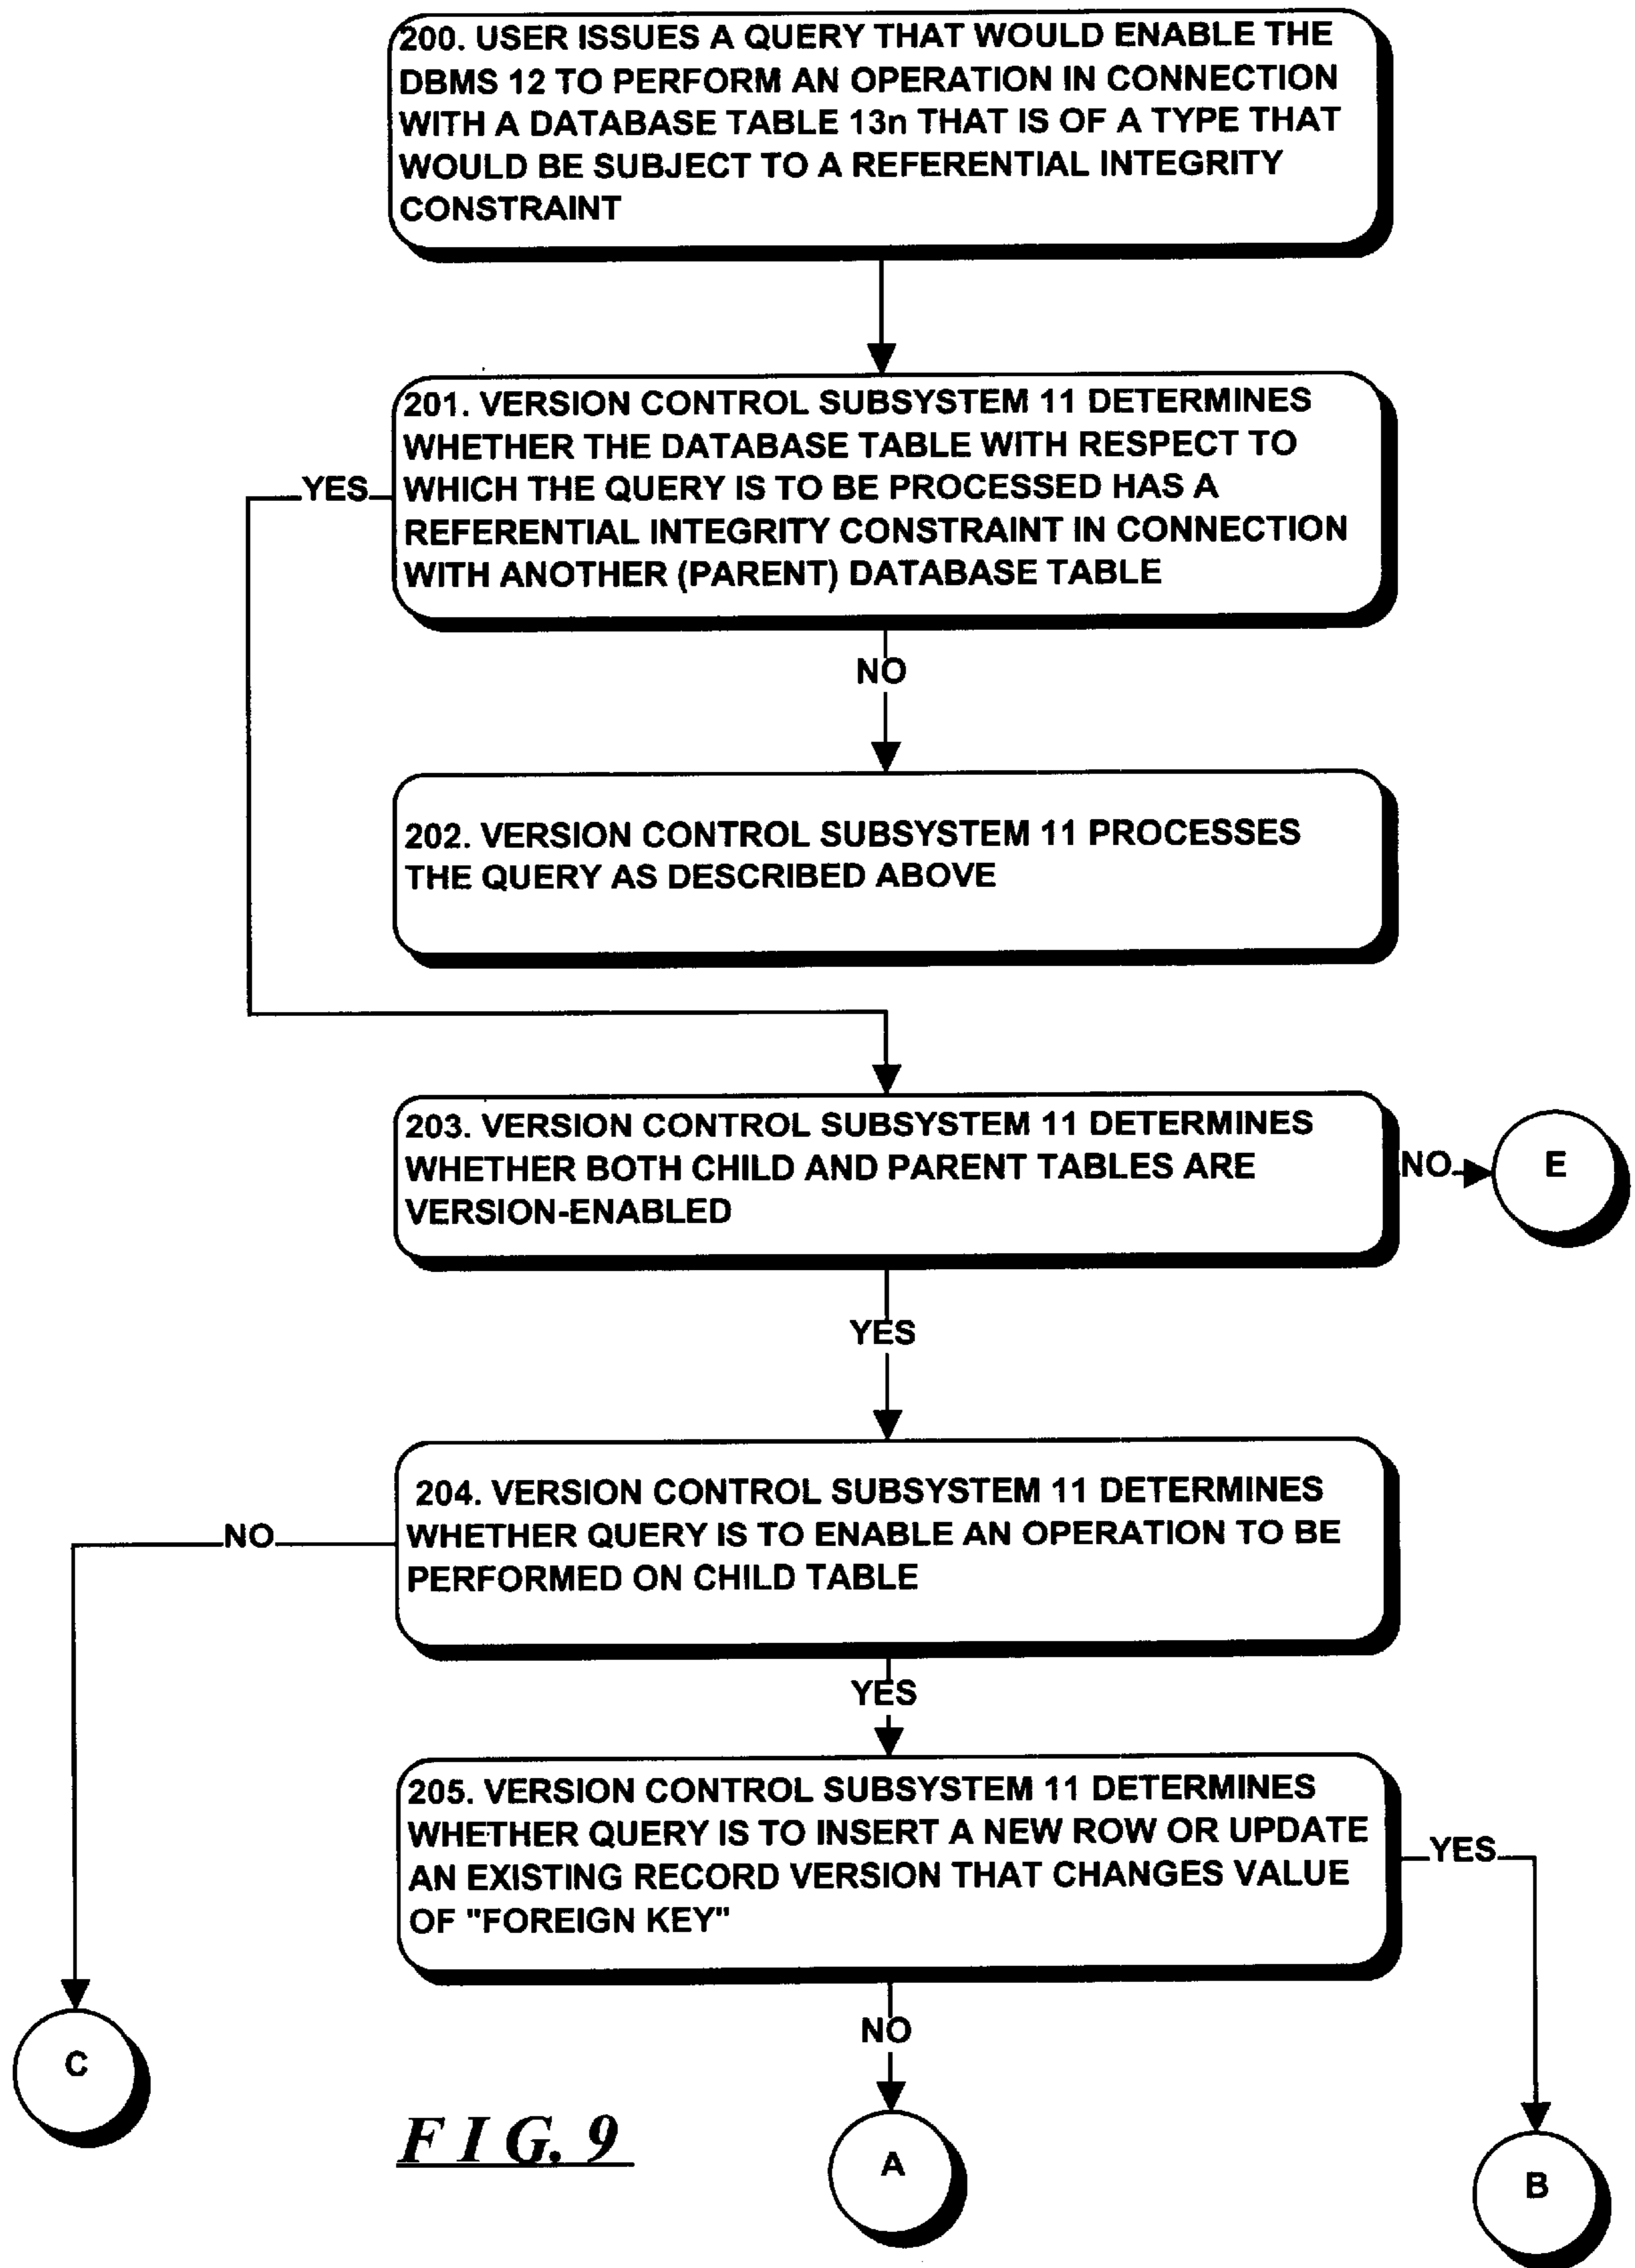 200. USER ISSUES A QUERY THAT WOULD ENABLE THE
DBMS 12 TO PERFORM AN OPERATION IN CONNECTION
WITH A DATABASE TABLE 13n THAT IS OF A TYPE THAT
WOULD BE SUBJECT TO A REFERENTIAL INTEGRITY
CONSTRAINT
201. VERSION CONTROL SUBSYSTEM 11 DETERMINES
WHETHER THE DATABASE TABLE WITH RESPECT TO
YES
WHICH THE QUERY IS TO BE PROCESSED HAS A
REFERENTIAL INTEGRITY CONSTRAINT IN CONNECTION
WITH ANOTHER (PARENT) DATABASE TABLE
NO
202. VERSION CONTROL SUBSYSTEM 11 PROCESSES
THE QUERY AS DESCRIBED ABOVE
203. VERSION CONTROL SUBSYSTEM 11 DETERMINES
WHETHER BOTH CHILD AND PARENT TABLES ARE
VERSION-ENABLED
NO
E
YES
204. VERSION CONTROL SUBSYSTEM 11 DETERMINES
WHETHER QUERY IS TO ENABLE AN OPERATION TO BE
PERFORMED ON CHILD TABLE
NO
YES
205. VERSION CONTROL SUBSYSTEM 11 DETERMINES
WHETHER QUERY IS TO INSERT A NEW ROW OR UPDATE
AN EXISTING RECORD VERSION THAT CHANGES VALUE
OF "FOREIGN KEY"
YES
NO
C
A
B
FIG. 9